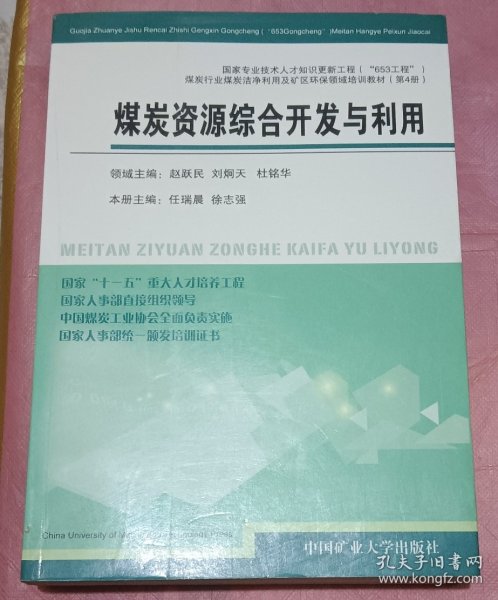 Guojia Zhuanye Jishu Rencai Zhishi Gengxin Gongcheng (“653Gongcheng”)Meitan Hangye Peixun Jiaocai
国家专业技术人才知识更新工程(“653工程”)
煤炭行业煤炭洁净利用及矿区环保领域培训教材(第4册)
煤炭资源综合开发与利用
领域主编:赵跃民 刘炯天 杜铭华
本册主编:任瑞晨 徐志强
MEITAN ZIYUAN ZONGHE KAIFA YU LIYONG
国家“十一五”重大人才培养工程
国家人事部直接组织领导
中国煤炭工业协会全面负责实施
国家人事部统一颁发培训证书
China University of Mining and Technology Press
中国矿业大学出版社
孔夫子旧书网
www.kongfz.com